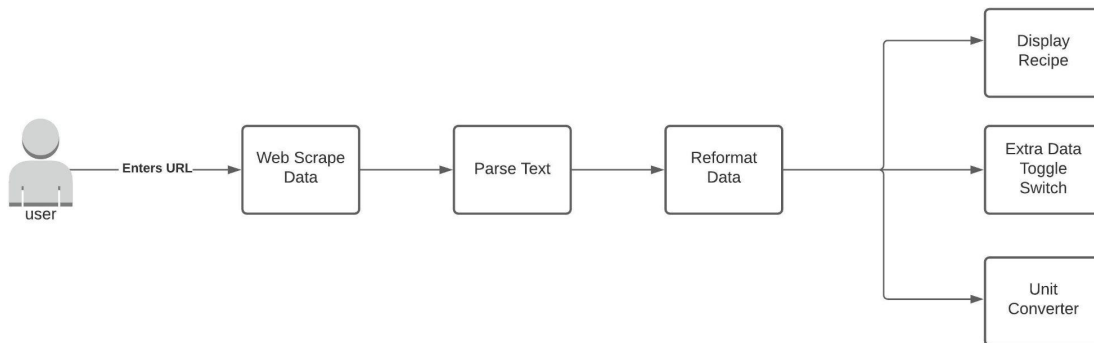 Display
Recipe
Enters URL
Web Scrape
Data
Parse Text
Reformat
Data
Extra Data
Toggle
Switch
user
Unit
Converter